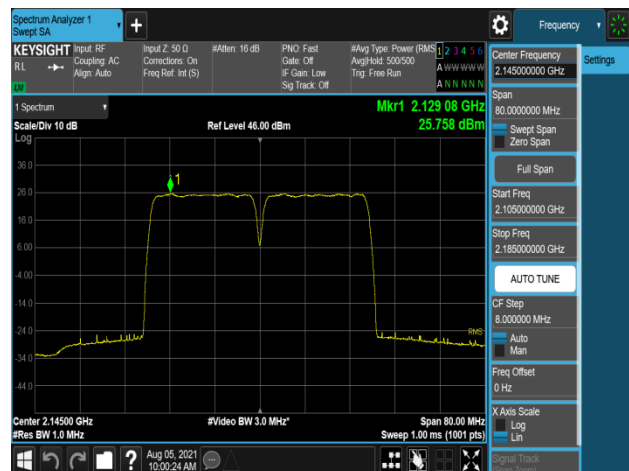 Spectrum Analyzer 1
Swept SA
Frequency
KEYSIGHT
RL
LXI
Input: RF
Coupling: AC
Align: Auto
Input Z: 50 Ω
Corrections: On
Freq Ref: Int (S)
#Atten: 16 dB
PNO: Fast
Gate: Off
IF Gain: Low
Sig Track: Off
#Avg Type: Power (RMS
Avg|Hold: 500/500
Trig: Free Run
1 2 3 4 5 6
A W W W W W
A N N N N N
1 Spectrum
Scale/Div 10 dB
Ref Level 46.00 dBm
Mkr1 2.129 08 GHz
25.758 dBm
Log
36.0
26.0
16.0
6.00
-4.00
-14.0
-24.0
-34.0
-44.0
1
RMS
Center 2.14500 GHz
#Res BW 1.0 MHz
#Video BW 3.0 MHz*
Span 80.00 MHz
Sweep 1.00 ms (1001 pts)
Aug 05, 2021
10:00:24 AM
Center Frequency
2.145000000 GHz
Settings
Span
80.0000000 MHz
Swept Span
Zero Span
Full Span
Start Freq
2.105000000 GHz
Stop Freq
2.185000000 GHz
AUTO TUNE
CF Step
8.000000 MHz
Auto
Man
Freq Offset
0 Hz
X Axis Scale
Log
Lin
Signal Track